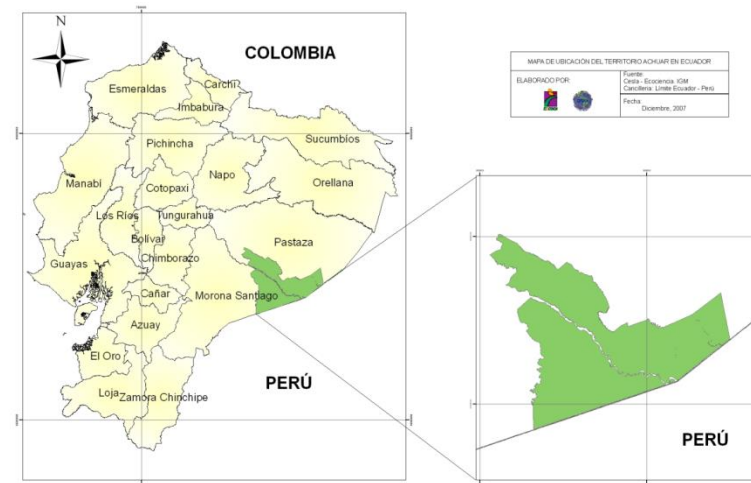 N
COLOMBIA
Esmeraldas
Carchi
Imbabura
Sucumbíos
Pichincha
Napo
Orellana
Manabí
Cotopaxi
Los Ríos
Tungurahua
Bolívar
Pastaza
Chimborazo
Guayas
Cañar
Morona Santiago
Azuay
El Oro
PERÚ
Loja
Zamora Chinchipe
MAPA DE UBICACIÓN DEL TERRITORIO ACHUAR EN ECUADOR
ELABORADO POR:
Fuente:
Cesla - Ecociencia. IGM
Cancillería: Límite Ecuador - Perú
Fecha:
Diciembre, 2007
PERÚ